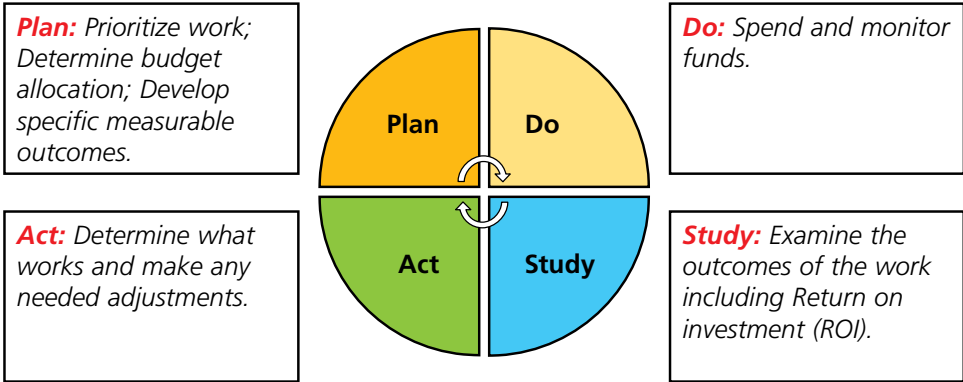 Plan: Prioritize work;
Determine budget
allocation; Develop
specific measurable
outcomes.
Do: Spend and monitor
funds.
Plan
Do
Act
Study
Act: Determine what
works and make any
needed adjustments.
Study: Examine the
outcomes of the work
including Return on
investment (ROI).